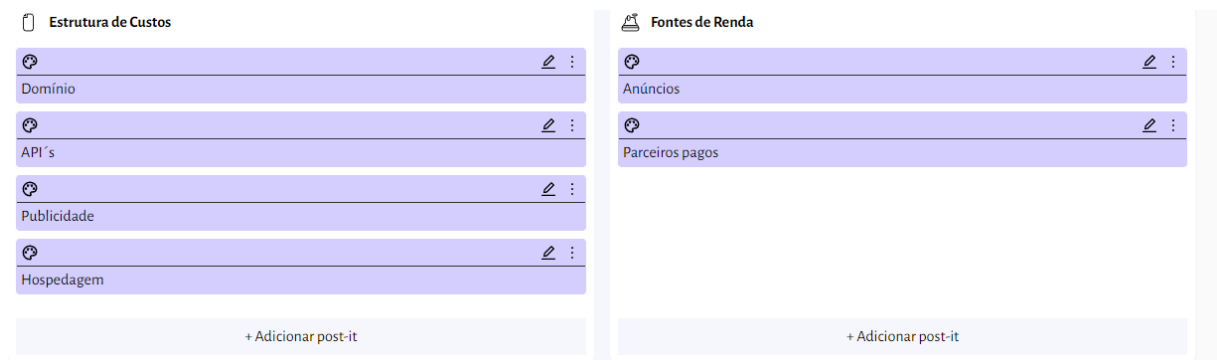 Estrutura de Custos
Domínio
API´s
Publicidade
Hospedagem
+ Adicionar post-it
Fontes de Renda
Anúncios
Parceiros pagos
+ Adicionar post-it